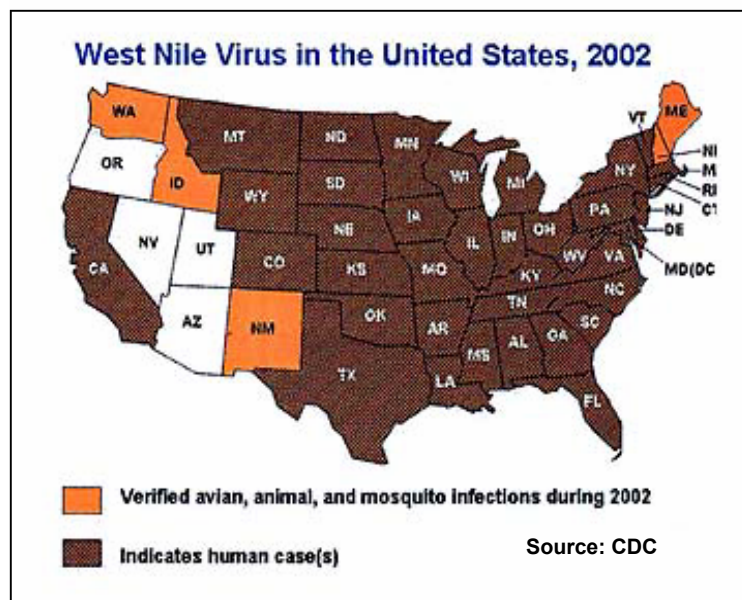 West Nile Virus in the United States, 2002
WA
MT
ND
MN
VT
ME
OR
ID
WY
SD
WI
MI
NY
NI
M
RI
C1
NV
UT
CO
NE
IA
IL
IN
OH
PA
NJ
DE
MD(DC
CA
KS
MO
KY
WV
VA
AZ
NM
OK
AR
TN
NC
SC
TX
LA
MS
AL
GA
FL
Verified avian, animal, and mosquito infections during 2002
Indicates human case(s)
Source: CDC